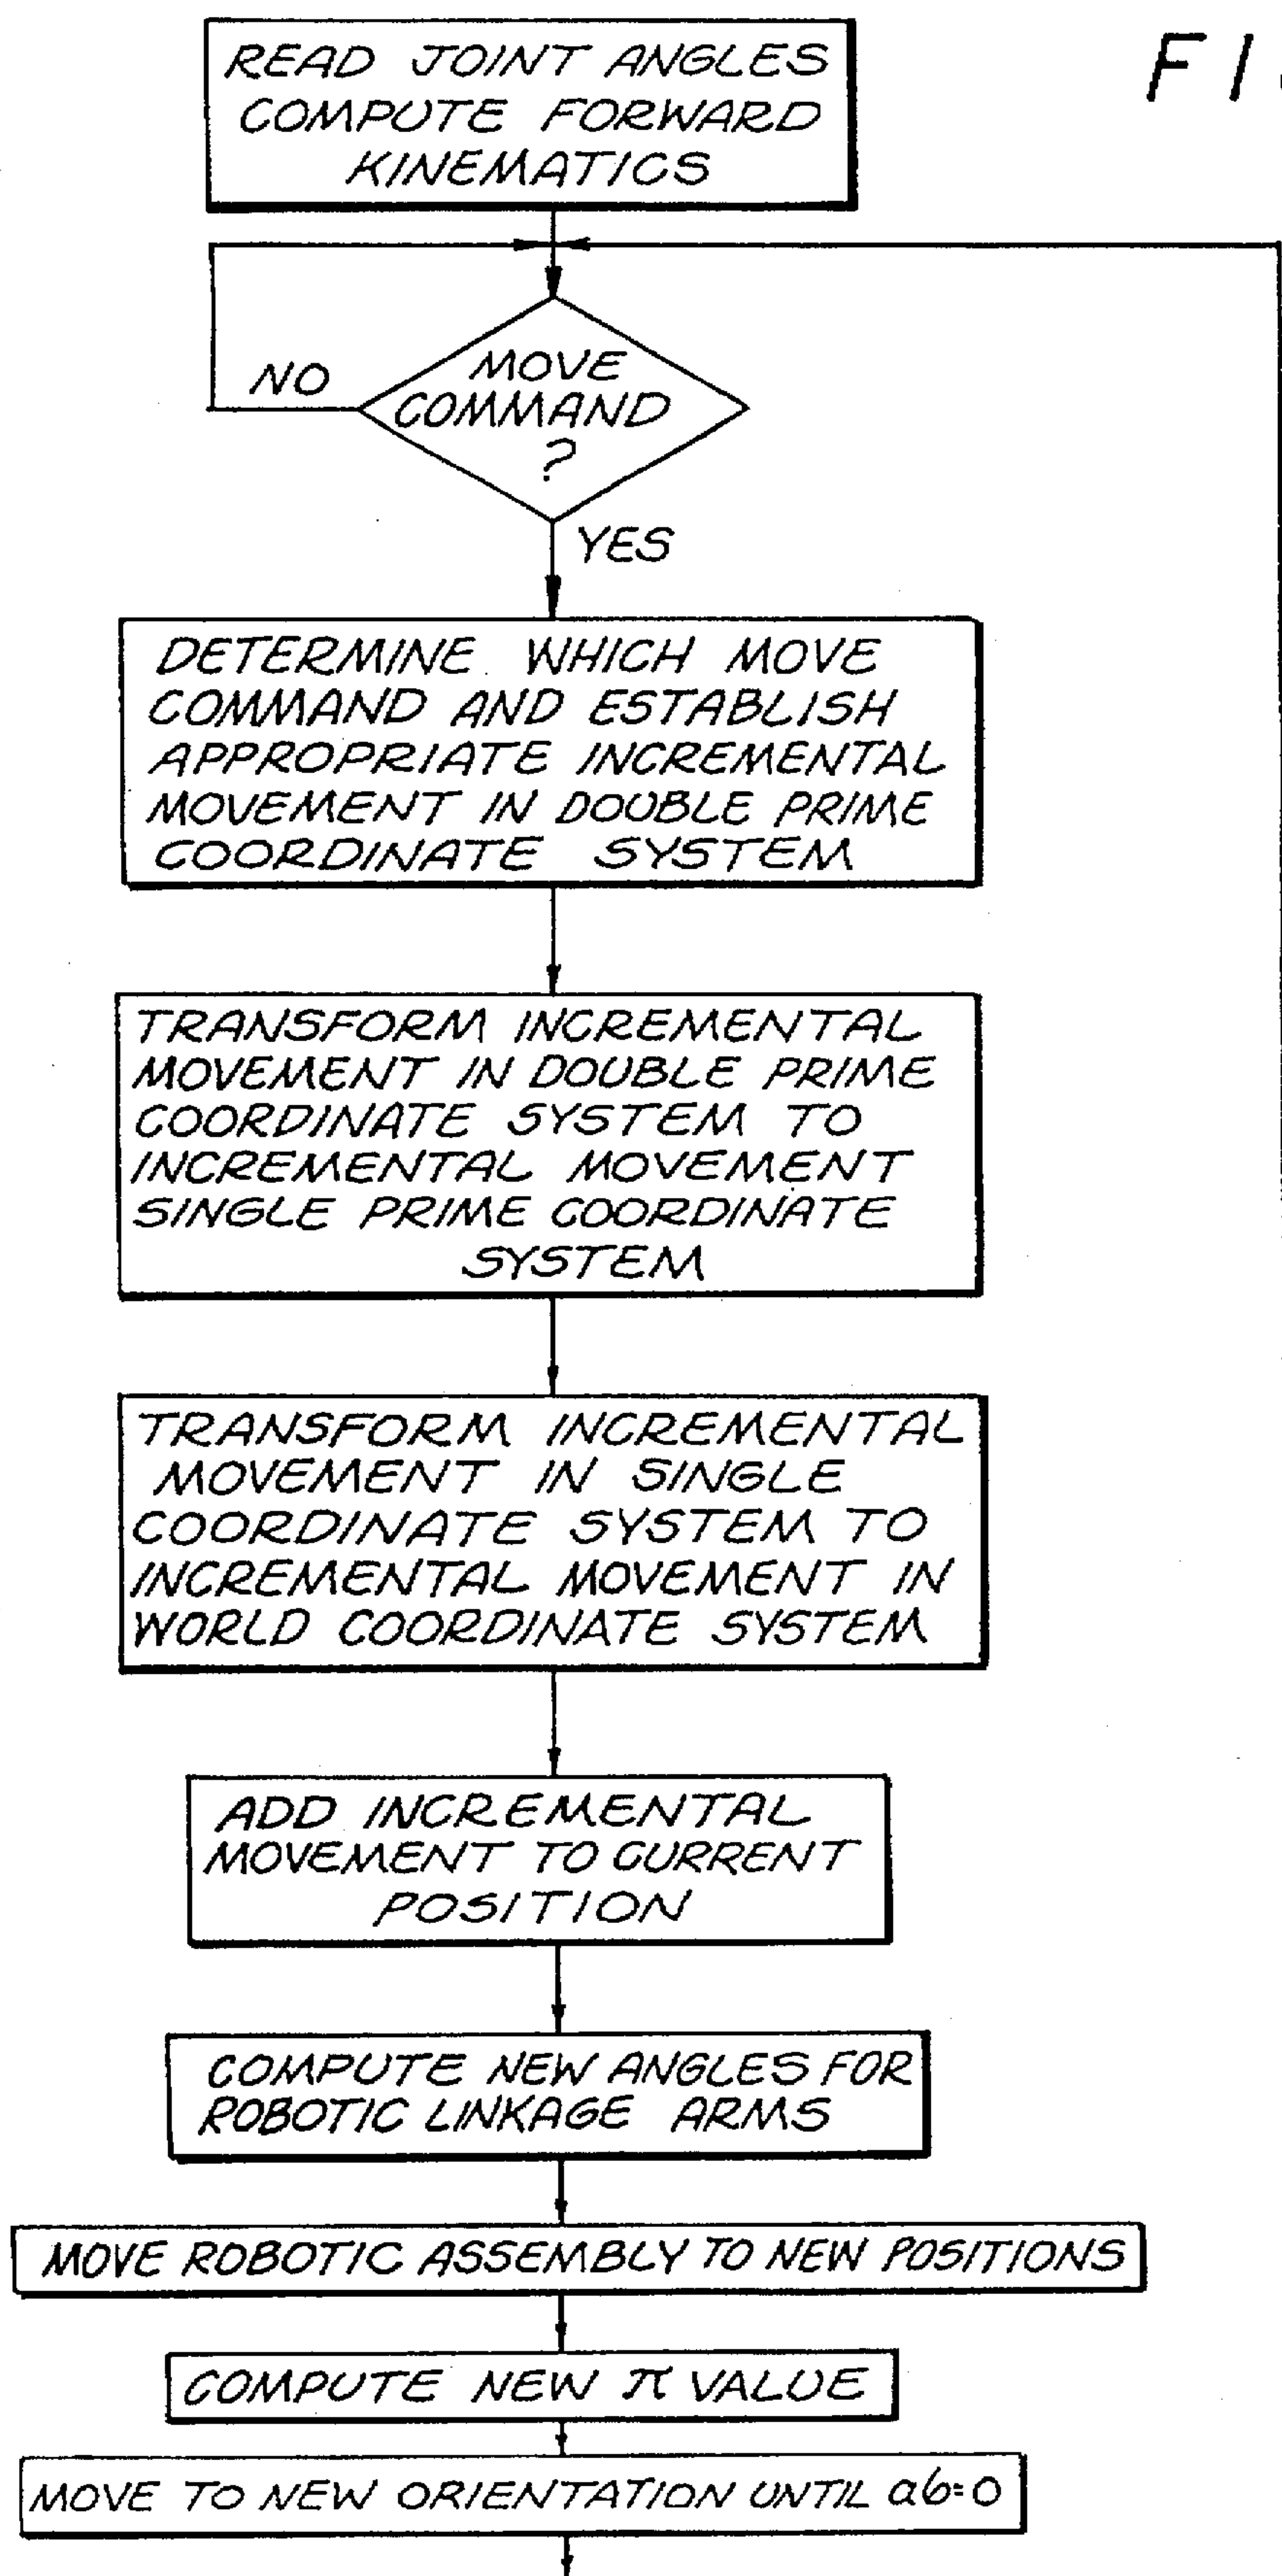 READ JOINT ANGLES
COMPUTE FORWARD
KINEMATICS
FI
MOVE
COMMAND
?
NO
YES
DETERMINE WHICH MOVE
COMMAND AND ESTABLISH
APPROPRIATE INCREMENTAL
MOVEMENT IN DOUBLE PRIME
COORDINATE SYSTEM
TRANSFORM INCREMENTAL
MOVEMENT IN DOUBLE PRIME
COORDINATE SYSTEM TO
INCREMENTAL MOVEMENT
SINGLE PRIME COORDINATE
SYSTEM
TRANSFORM INCREMENTAL
MOVEMENT IN SINGLE
COORDINATE SYSTEM TO
INCREMENTAL MOVEMENT IN
WORLD COORDINATE SYSTEM
ADD INCREMENTAL
MOVEMENT TO CURRENT
POSITION
COMPUTE NEW ANGLES FOR
ROBOTIC LINKAGE ARMS
MOVE ROBOTIC ASSEMBLY TO NEW POSITIONS
COMPUTE NEW π VALUE
MOVE TO NEW ORIENTATION UNTIL ab=0